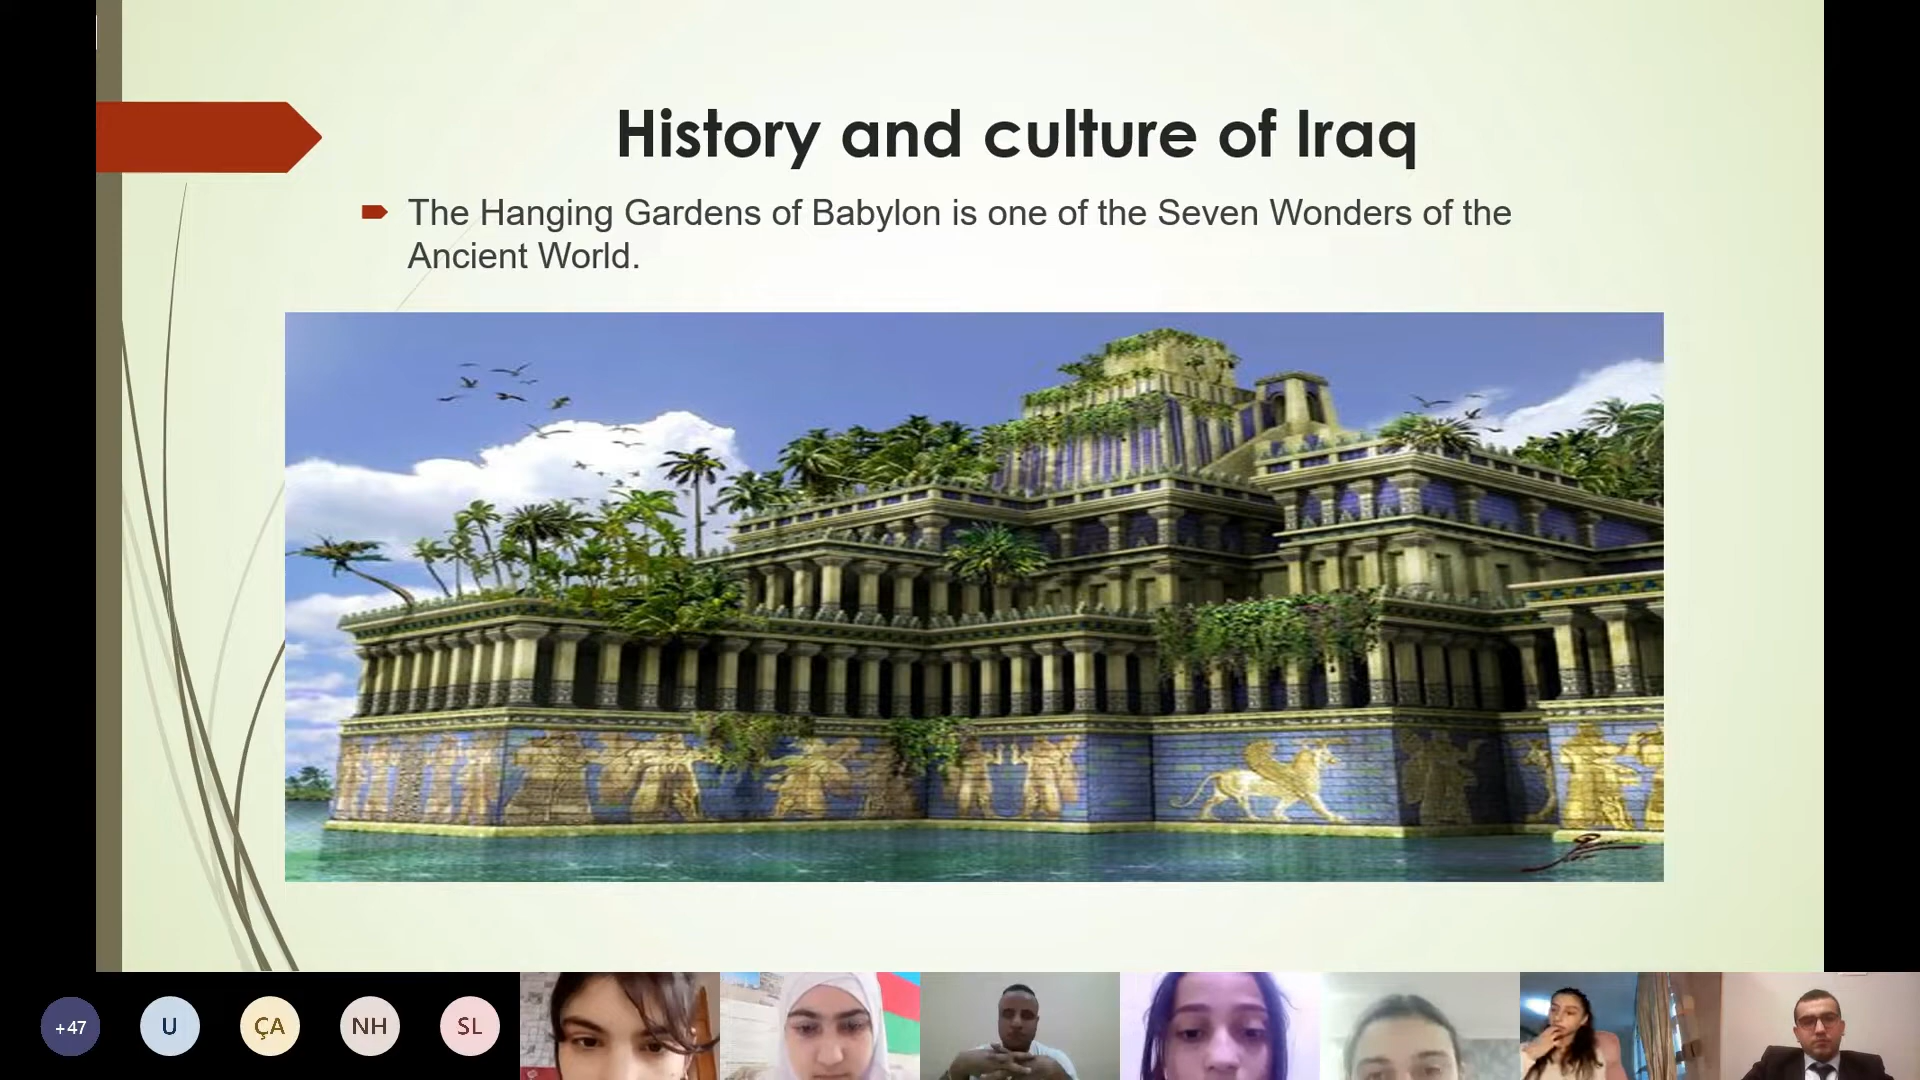 History and culture of Iraq
The Hanging Gardens of Babylon is one of the Seven Wonders of the
Ancient World.
+47
U
ÇA
NH
SL